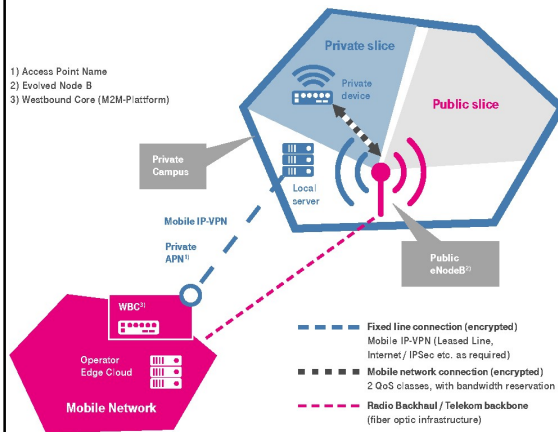 1) Access Point Name
2) Evolved Node B
3) Westbound Core (M2M-Plattform)
Private slice
Private
device
Public slice
Private
Campus
Local
server
Mobile IP-VPN
Private
APN1)
Public
eNodeB2)
WBC3)
Operator
Edge Cloud
Mobile Network
Fixed line connection (encrypted)
Mobile IP-VPN (Leased Line,
Internet / IPSec etc. as required)
Mobile network connection (encrypted)
2 QoS classes, with bandwidth reservation
Radio Backhaul / Telekom backbone
(fiber optic infrastructure)